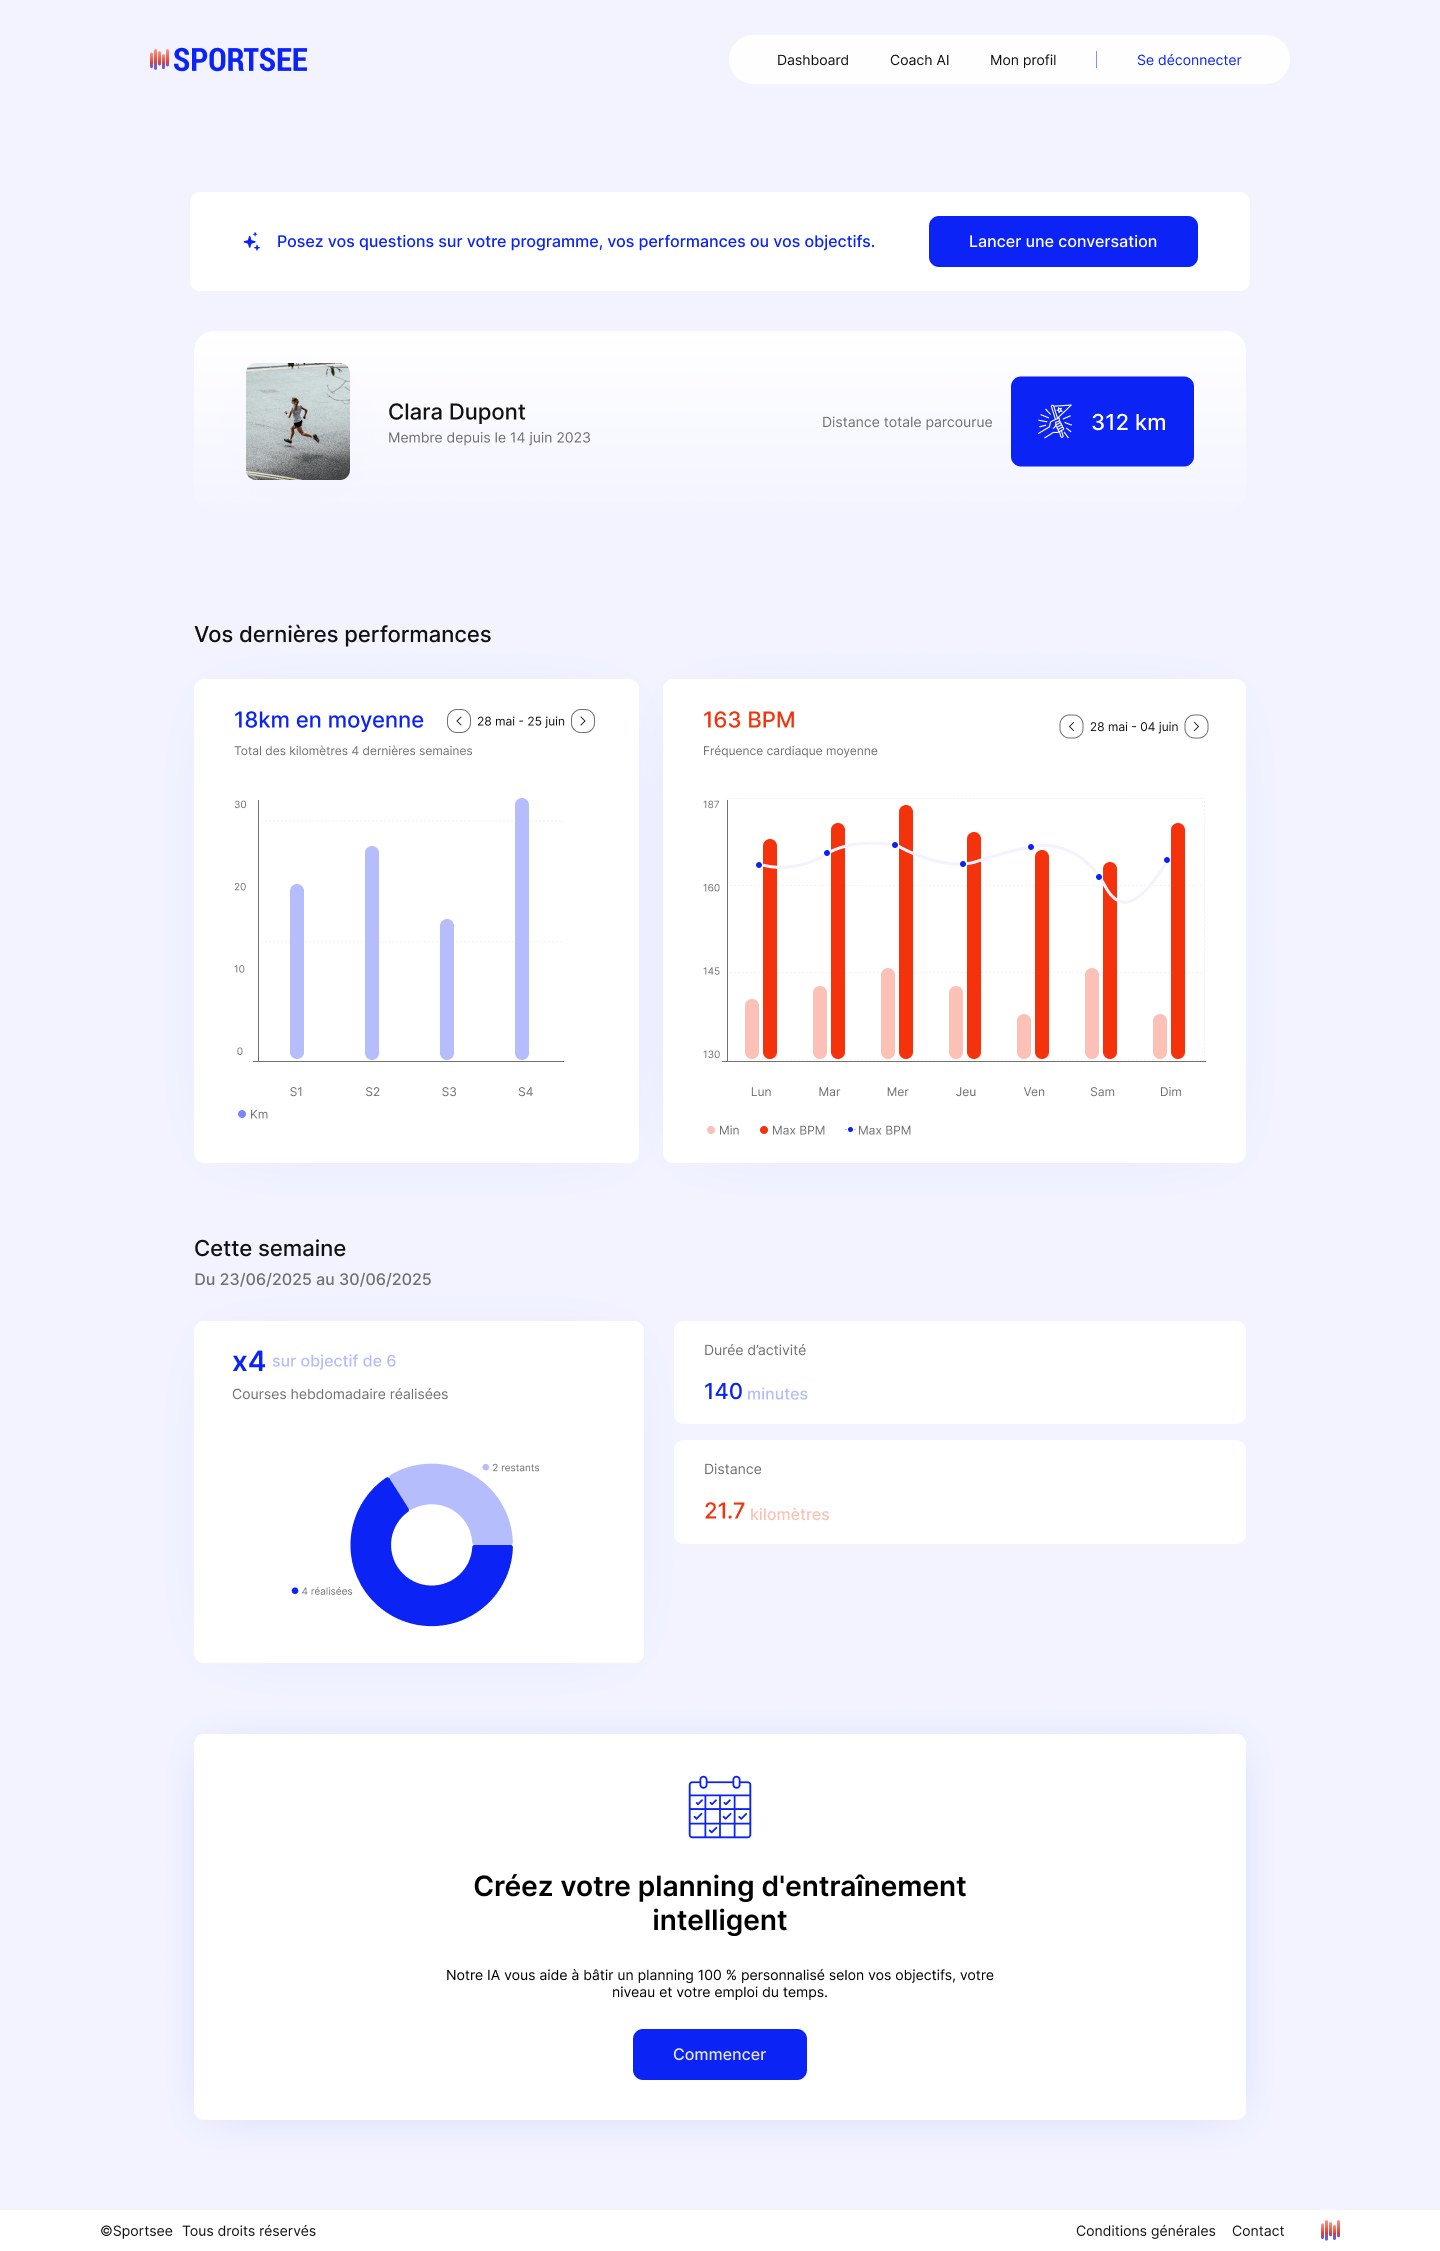 SPORTSEE
Dashboard Coach AI Mon profil Se déconnecter
Posez vos questions sur votre programme, vos performances ou vos objectifs.
Lancer une conversation
Clara Dupont
Membre depuis le 14 juin 2023
Distance totale parcourue
312 km
Vos dernières performances
18km en moyenne
28 mai - 25 juin
Total des kilomètres 4 dernières semaines
30
20
10
0
S1 S2 S3 S4
Km
163 BPM
28 mai - 04 juin
Fréquence cardiaque moyenne
187
160
145
130
Lun Mar Mer Jeu Ven Sam Dim
Min Max BPM Max BPM
Cette semaine
Du 23/06/2025 au 30/06/2025
x4 sur objectif de 6
Courses hebdomadaire réalisées
2 restants
4 réalisées
Durée d’activité
140 minutes
Distance
21.7 kilomètres
Créez votre planning d'entraînement
intelligent
Notre IA vous aide à bâtir un planning 100 % personnalisé selon vos objectifs, votre
niveau et votre emploi du temps.
Commencer
©Sportsee Tous droits réservés
Conditions générales Contact